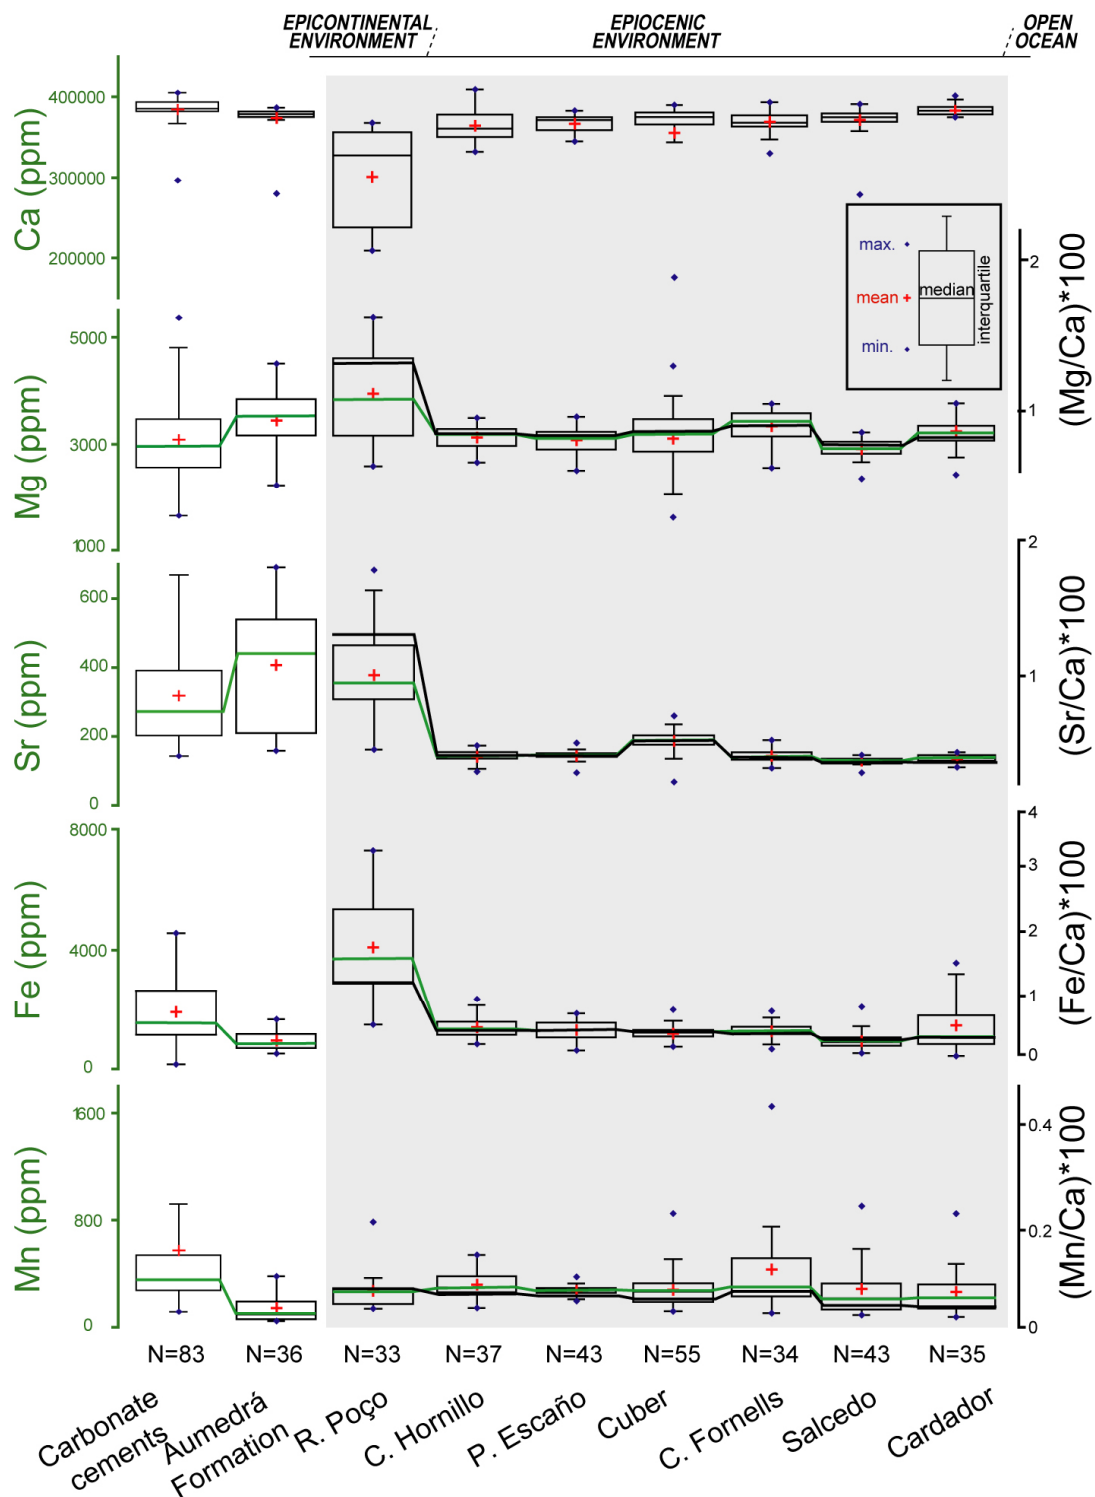 EPICONTINENTAL
ENVIRONMENT
EPIOCENIC
ENVIRONMENT
OPEN
OCEAN
Ca (ppm)
400000
300000
200000
max.
mean
min.
median
interquartile
(Mg/Ca)*100
2
1
Mg (ppm)
5000
3000
1000
Sr (ppm)
600
400
200
0
(Sr/Ca)*100
2
1
Fe (ppm)
8000
4000
0
(Fe/Ca)*100
4
3
2
1
0
Mn (ppm)
1600
800
0
(Mn/Ca)*100
0.4
0.2
0
N=83 N=36 N=33 N=37 N=43 N=55 N=34 N=43 N=35
Carbonate
cements
Aumedrá
Formation
R. Poço
C. Hornillo
P. Escaño
Cuber
C. Fornells
Salcedo
Cardador